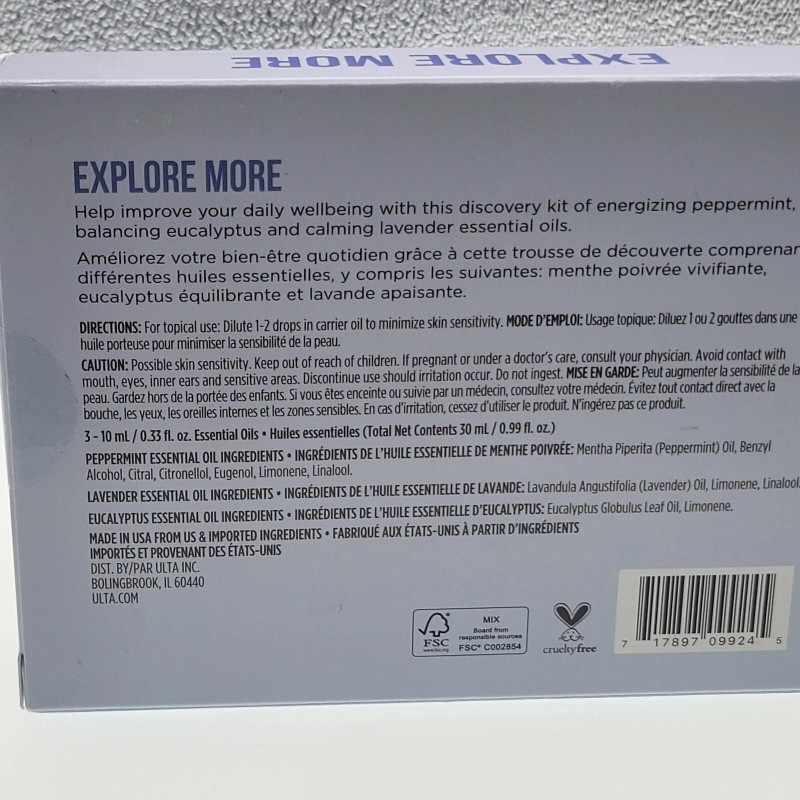 EXPLORE MORE
EXPLORE MORE
Help improve your daily wellbeing with this discovery kit of energizing peppermint,
balancing eucalyptus and calming lavender essential oils.
Améliorez votre bien-être quotidien grâce à cette trousse de découverte
différentes huiles essentielles, y compris les suivantes: menthe poivrée vivifiante,
eucalyptus équilibrante et lavande apaisante.
DIRECTIONS: For topical use: Dilute 1-2 drops in carrier oil to minimize skin sensitivity. MODE D'EMPLOI: Usage topique: Diluez 1 ou 2 gouttes dans une
huile porteuse pour minimiser la sensibilité de la peau.
CAUTION: Possible skin sensitivity. Keep out of reach of children. If pregnant or under a doctor's care, consult your physician. Avoid contact with
mouth, eyes, inner ears and sensitive areas. Discontinue use should irritation occur. Do not ingest. MISE EN GARDE: Peut augmenter la sensibilité de la
peau. Gardez hors de la portée des enfants. Si vous êtes enceinte ou suivie par un médecin, consultez votre médecin. Évitez tout contact direct avec la
bouche, les yeux, les oreilles internes et les zones sensibles. En cas d'irritation, cessez d'utiliser le produit. N'ingérez pas ce produit.
3 - 10 mL / 0.33 fl. oz. Essential Oils • Huiles essentielles (Total Net Contents 30 mL / 0.99 fl. oz.)
PEPPERMINT ESSENTIAL OIL INGREDIENTS • INGRÉDIENTS DE L'HUILE ESSENTIELLE DE MENTHE POIVRÉE: Mentha Piperita (Peppermint) Oil, Benzyl
Alcohol, Citral, Citronellol, Eugenol, Limonene, Linalool.
LAVENDER ESSENTIAL OIL INGREDIENTS • INGRÉDIENTS DE L'HUILE ESSENTIELLE DE LAVANDE: Lavandula Angustifolia (Lavender) Oil, Limonene, Linalool.
EUCALYPTUS ESSENTIAL OIL INGREDIENTS • INGRÉDIENTS DE L'HUILE ESSENTIELLE D'EUCALYPTUS: Eucalyptus Globulus Leaf Oil, Limonene.
MADE IN USA FROM US & IMPORTED INGREDIENTS • FABRIQUÉ AUX ÉTATS-UNIS À PARTIR D'INGRÉDIENTS
IMPORTÉS ET PROVENANT DES ÉTATS-UNIS
DIST. BY/PAR ULTA INC.
BOLINGBROOK, IL 60440
ULTA.COM
FSC
www.fsc.org
MIX
Board from
responsible sources
FSC® C002854
crueltyfree
7 17897 09924 5